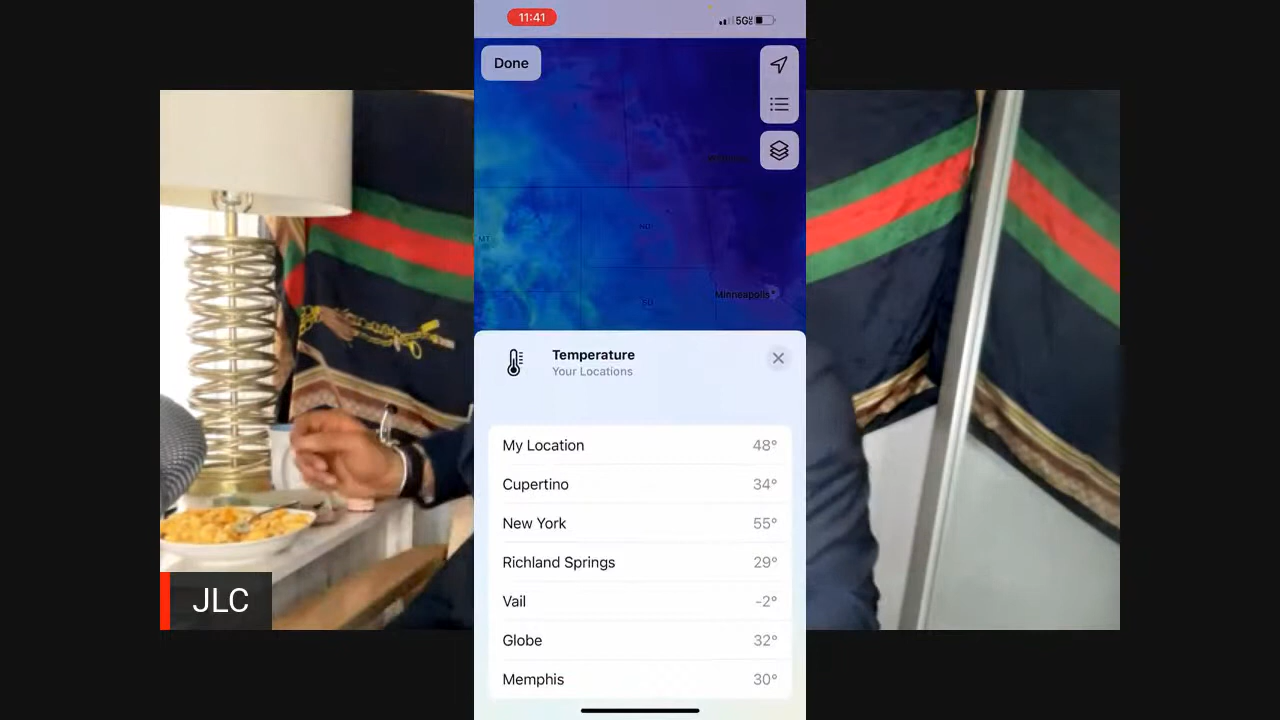 11:41
5G
Done
MT
ND
SD
Minneapolis
Temperature
Your Locations
My Location 48°
Cupertino 34°
New York 55°
Richland Springs 29°
Vail -2°
Globe 32°
Memphis 30°
JLC